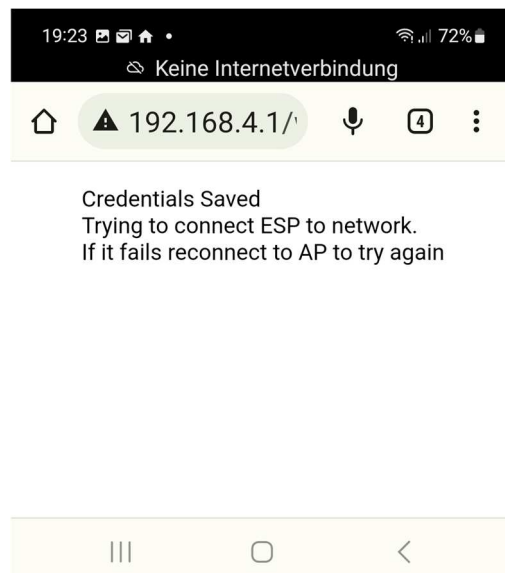 19:23
72%
Keine Internetverbindung
192.168.4.1/
4
Credentials Saved
Trying to connect ESP to network.
If it fails reconnect to AP to try again